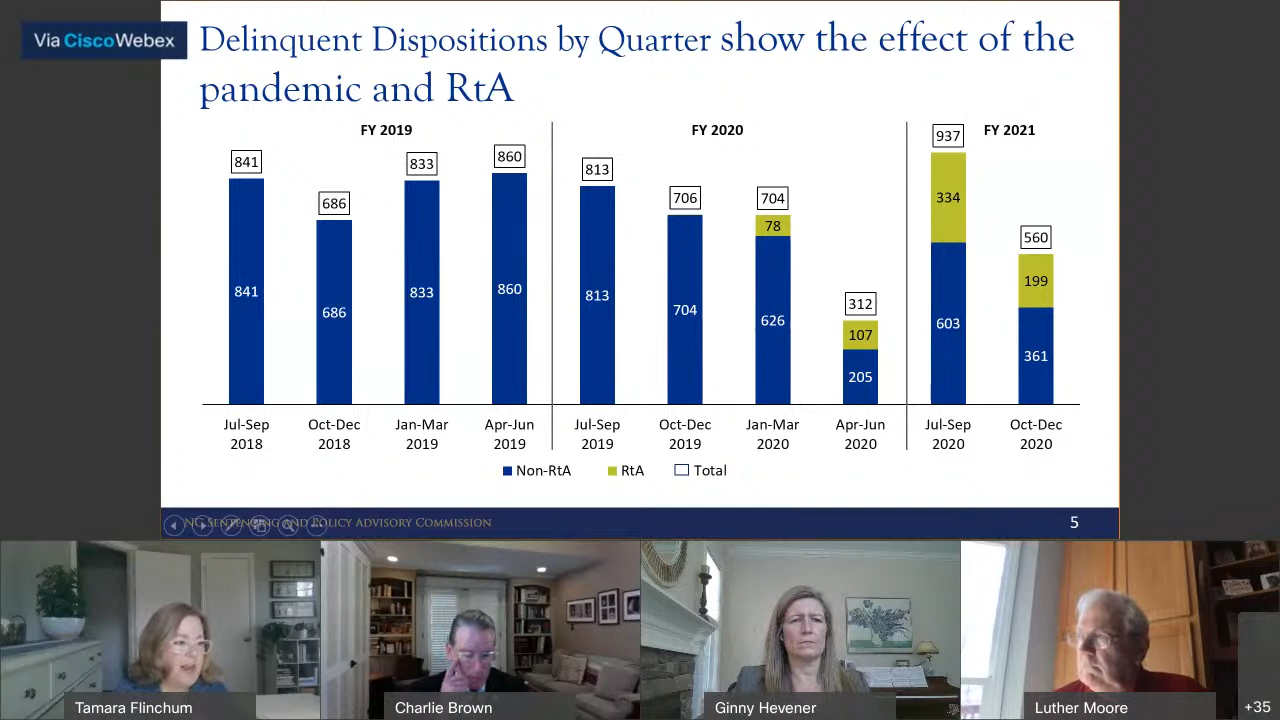 Via Cisco Webex
Delinquent Dispositions by Quarter show the effect of the
pandemic and RtA
FY 2019
FY 2020
FY 2021
841
686
833
860
813
706
704
312
937
560
841
686
833
860
813
704
78
626
107
205
334
603
199
361
Jul-Sep
2018
Oct-Dec
2018
Jan-Mar
2019
Apr-Jun
2019
Jul-Sep
2019
Oct-Dec
2019
Jan-Mar
2020
Apr-Jun
2020
Jul-Sep
2020
Oct-Dec
2020
Non-RtA
RtA
Total
NC Sentencing and Policy Advisory Commission
5
Tamara Flinchum
Charlie Brown
Ginny Hevener
Luther Moore
+35